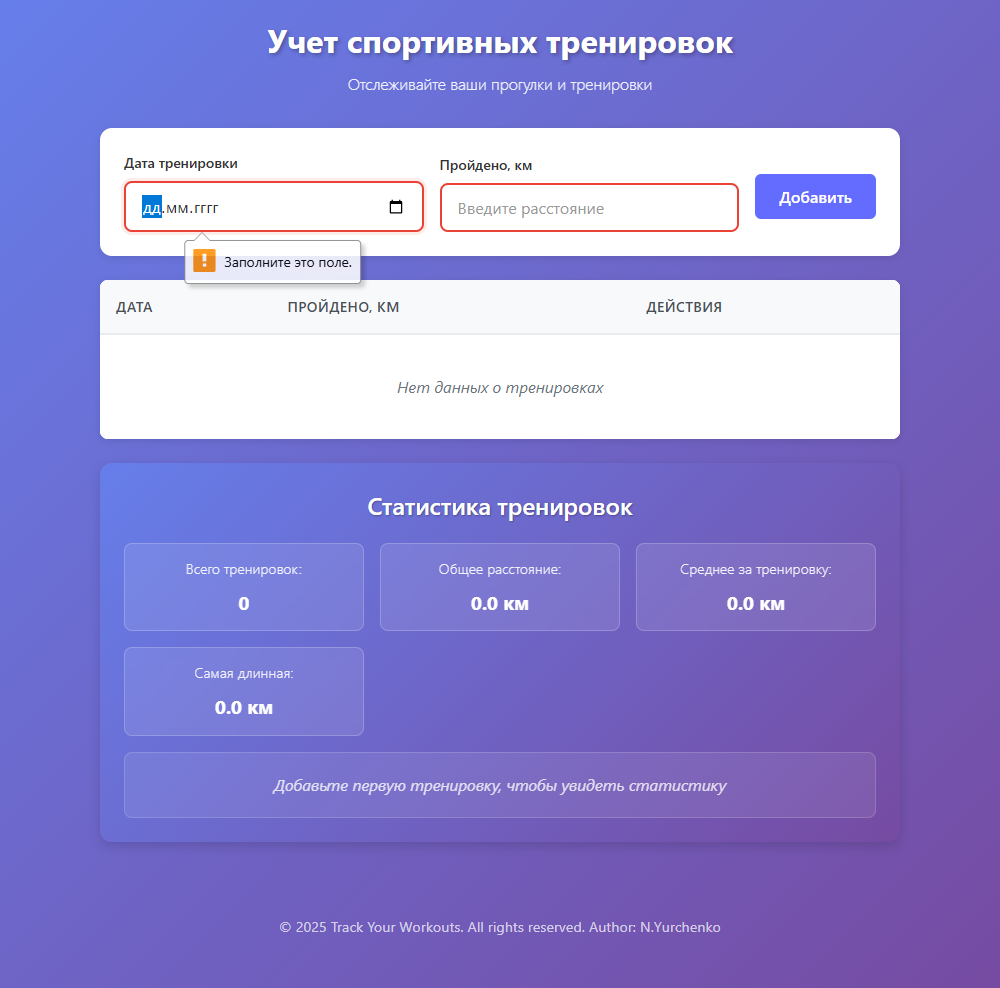 Учет спортивных тренировок
Отслеживайте ваши прогулки и тренировки
Дата тренировки
Пройдено, км
дд.мм.гггг
Введите расстояние
Добавить
Заполните это поле.
ДАТА ПРОЙДЕНО, КМ ДЕЙСТВИЯ
Нет данных о тренировках
Статистика тренировок
Всего тренировок:
0
Общее расстояние:
0.0 км
Среднее за тренировку:
0.0 км
Самая длинная:
0.0 км
Добавьте первую тренировку, чтобы увидеть статистику
© 2025 Track Your Workouts. All rights reserved. Author: N.Yurchenko